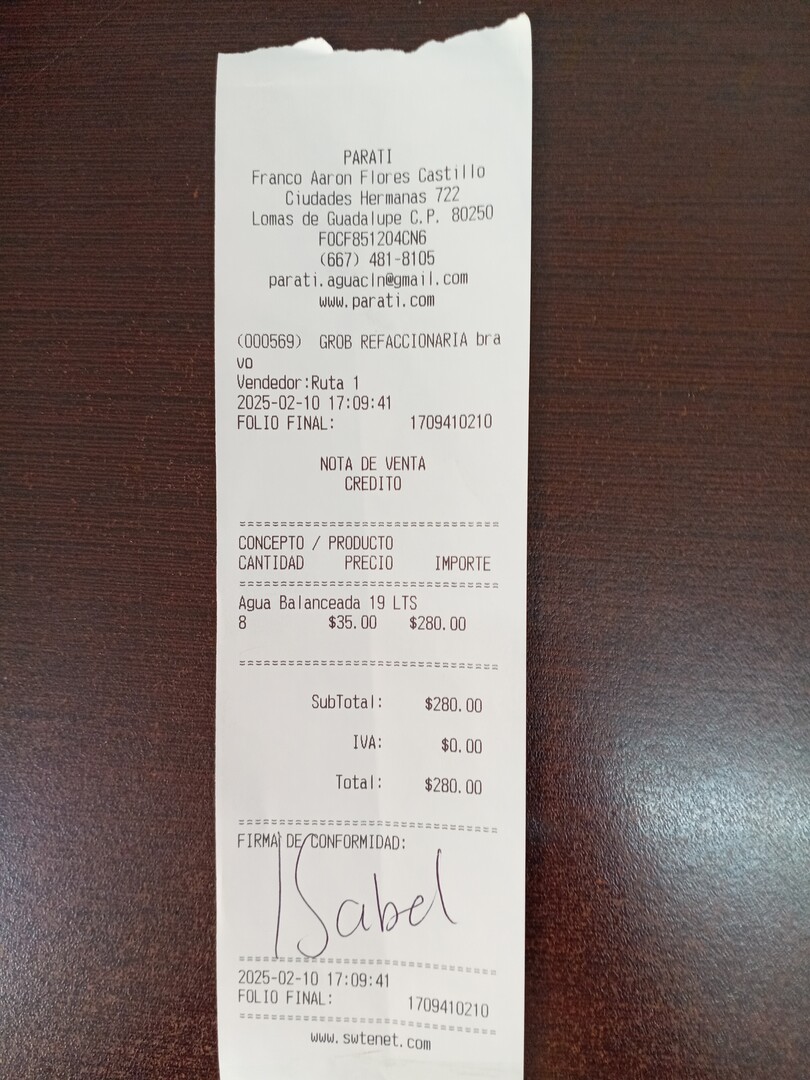 PARATI
Franco Aaron Flores Castillo
Ciudades Hermanas 722
Lomas de Guadalupe C.P. 80250
FOCF851204CN6
(667) 481-8105
parati.aguacln@gmail.com
www.parati.com
(000569) GROB REFACCIONARIA bra
vo
Vendedor:Ruta 1
2025-02-10 17:09:41
FOLIO FINAL: 1709410210
NOTA DE VENTA
CREDITO
================================
CONCEPTO / PRODUCTO
CANTIDAD PRECIO IMPORTE
================================
Agua Balanceada 19 LTS
8 $35.00 $280.00
================================
SubTotal: $280.00
IVA: $0.00
Total: $280.00
================================
FIRMA DE CONFORMIDAD:
Isabel
================================
2025-02-10 17:09:41
FOLIO FINAL: 1709410210
================================
www.swtenet.com